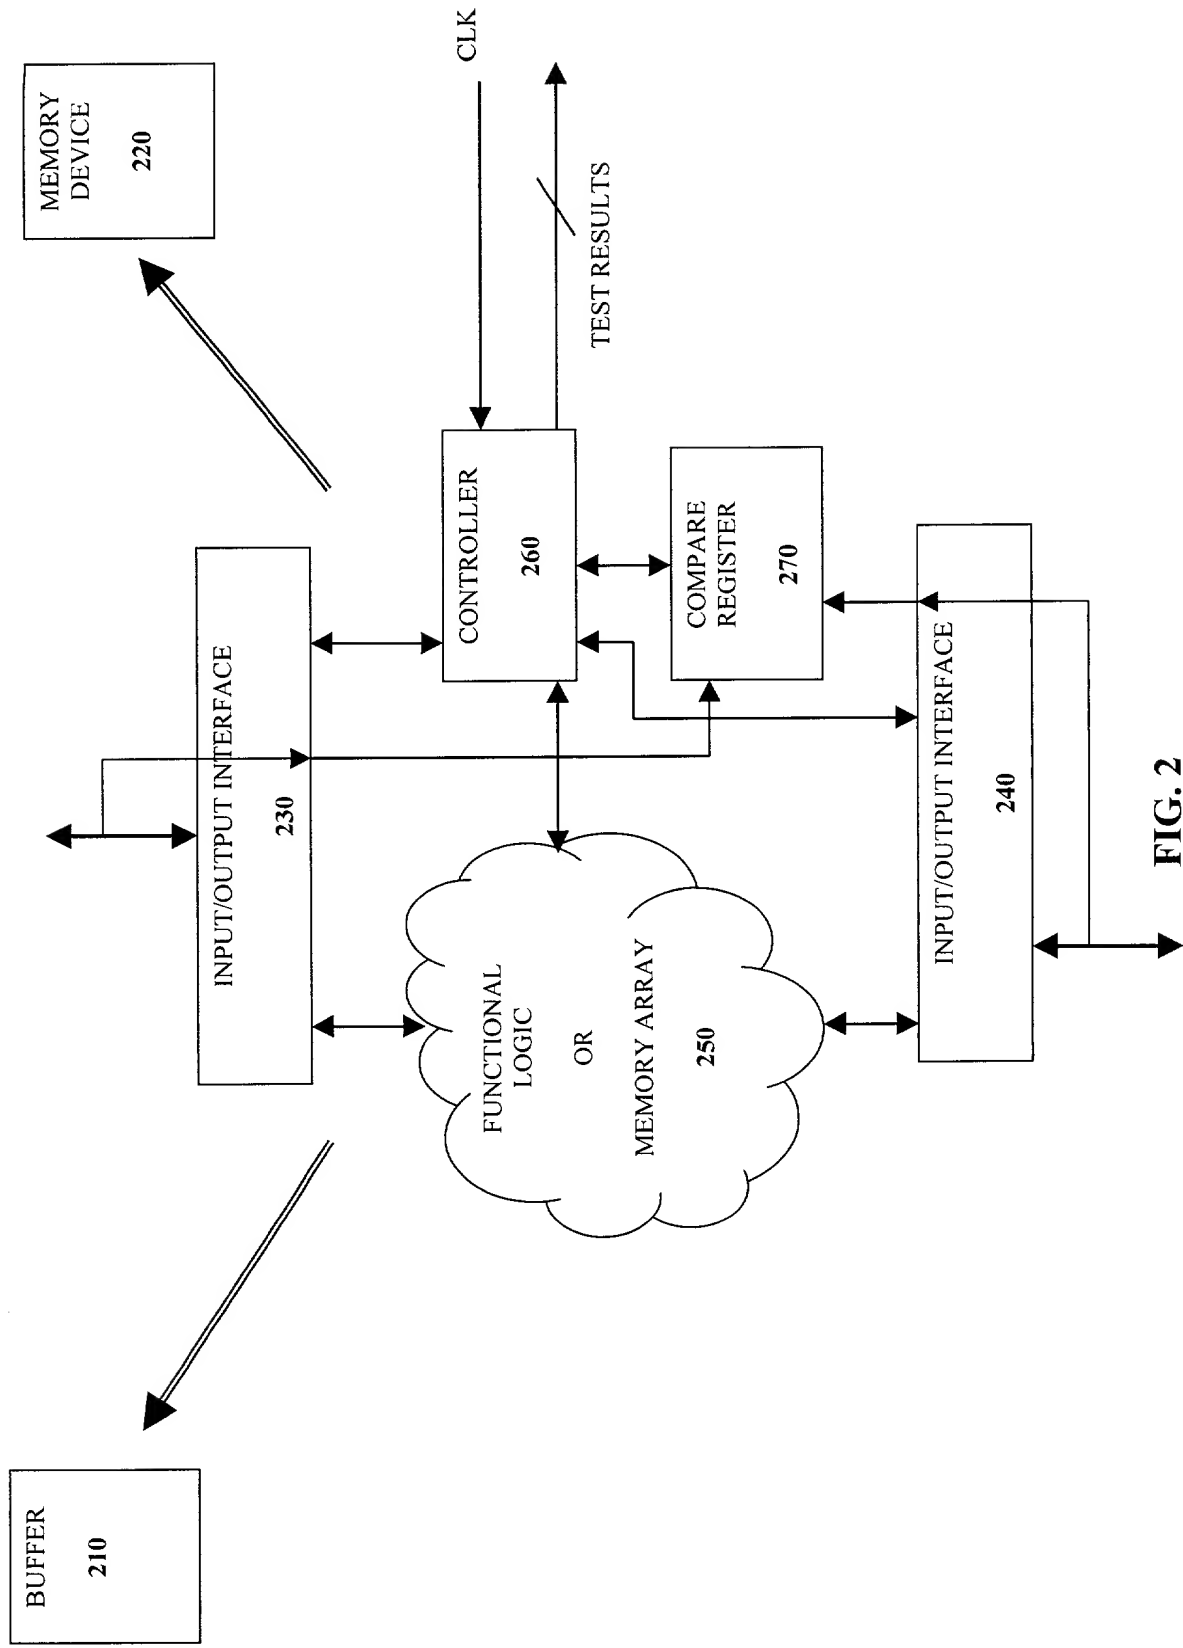 BUFFER
210
MEMORY
DEVICE
220
INPUT/OUTPUT INTERFACE
230
FUNCTIONAL
LOGIC
OR
MEMORY ARRAY
250
CONTROLLER
260
CLK
TEST RESULTS
COMPARE
REGISTER
270
INPUT/OUTPUT INTERFACE
240
FIG. 2